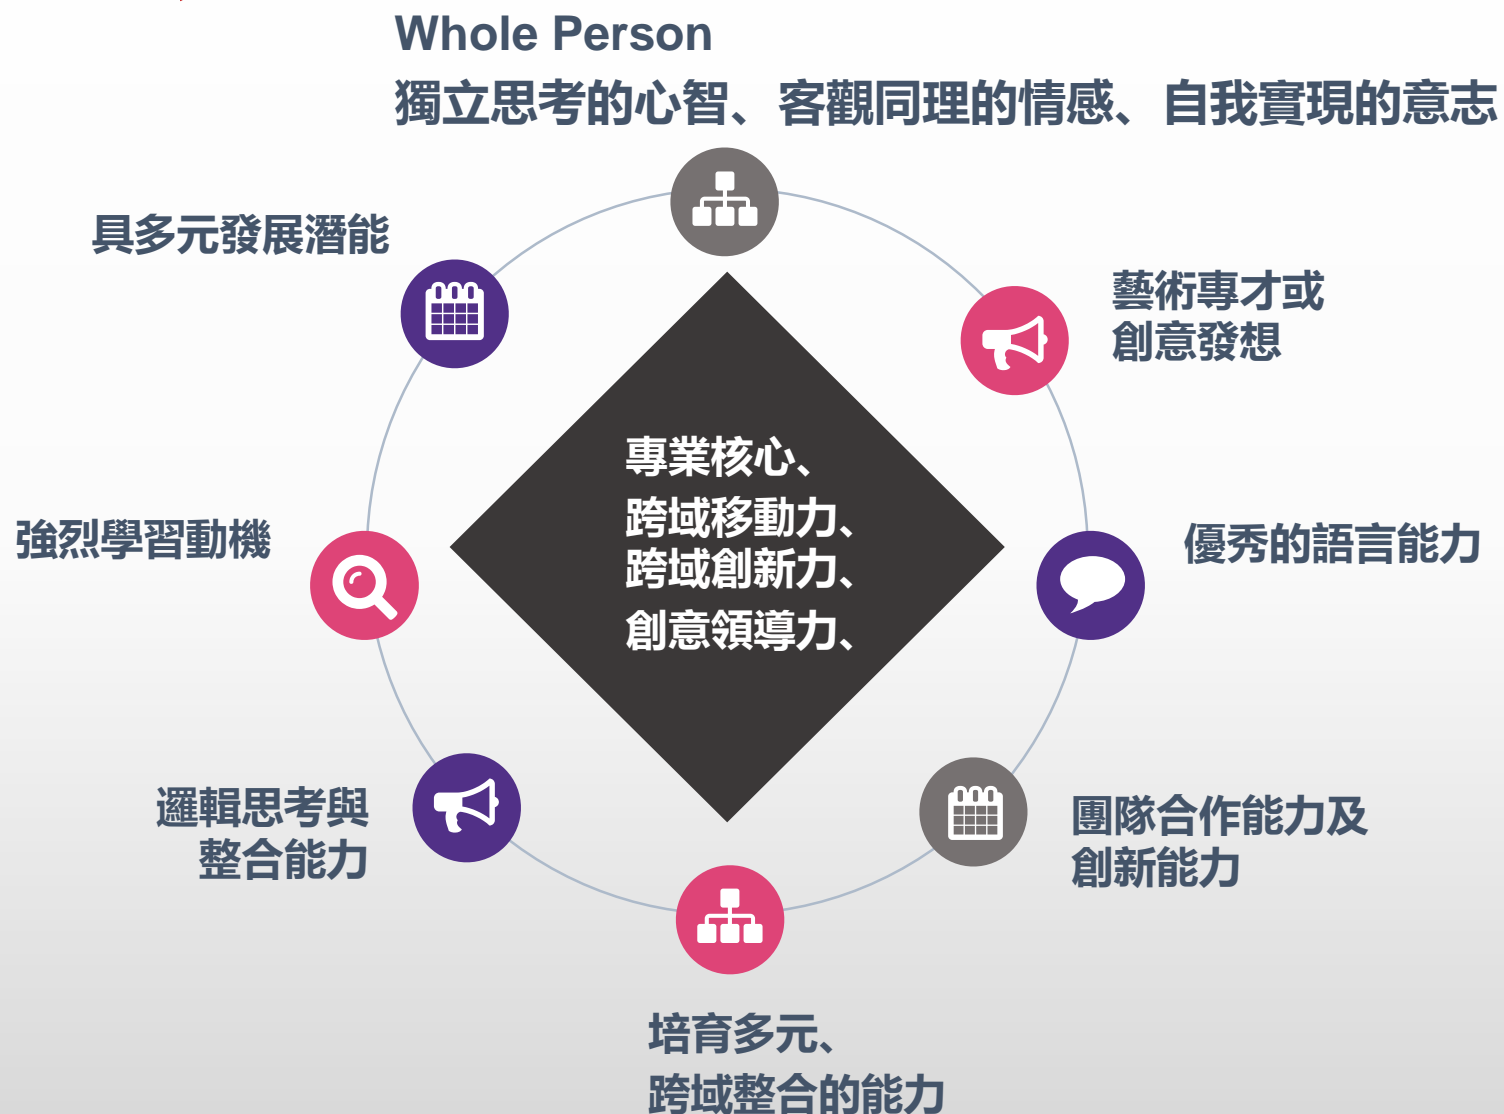 Whole Person
獨立思考的心智、客觀同理的情感、自我實現的意志
具多元發展潛能
藝術專才或
創意發想
專業核心、
跨域移動力、
跨域創新力、
創意領導力、
強烈學習動機
優秀的語言能力
邏輯思考與
整合能力
團隊合作能力及
創新能力
培育多元、
跨域整合的能力